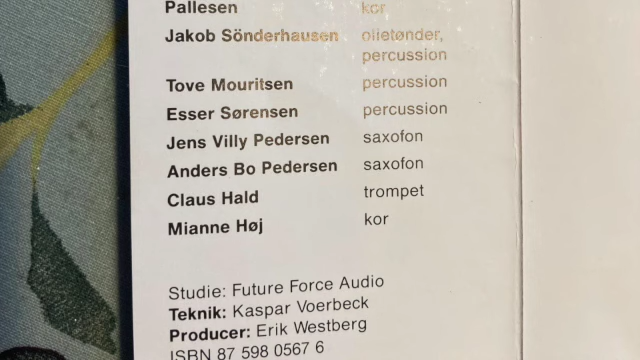 Pallesen kor
Jakob Sönderhausen olietønder,
percussion
Tove Mouritsen percussion
Esser Sørensen percussion
Jens Villy Pedersen saxofon
Anders Bo Pedersen saxofon
Claus Hald trompet
Mianne Høj kor
Studie: Future Force Audio
Teknik: Kaspar Voerbeck
Producer: Erik Westberg
ISBN 87 598 0567 6